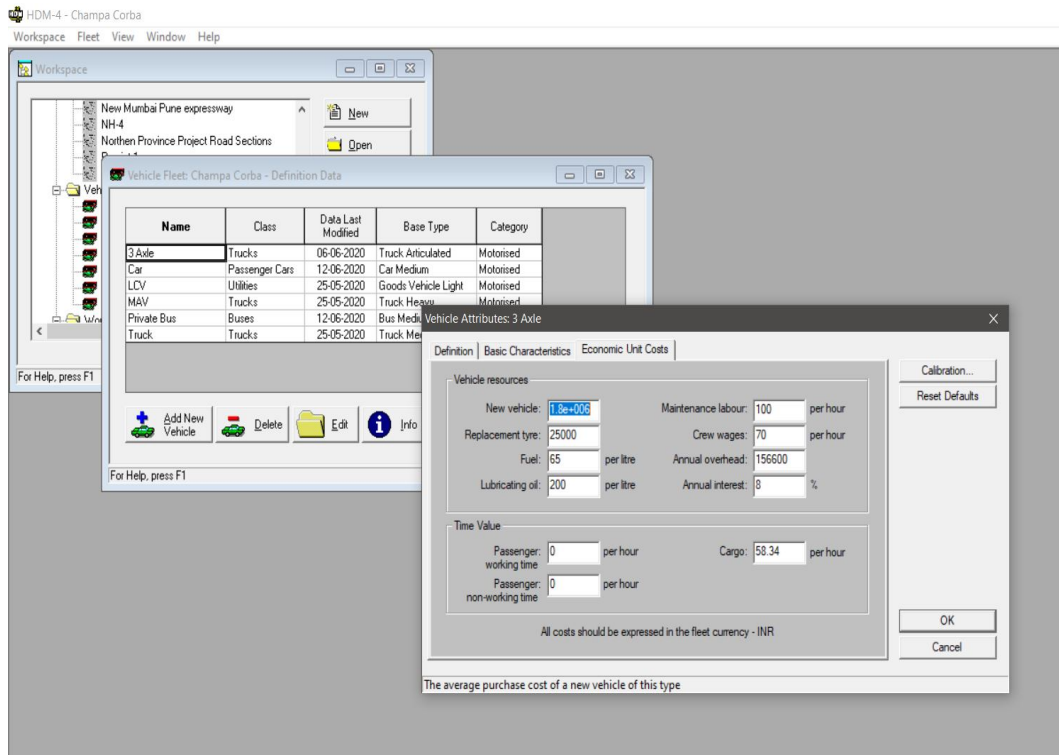 HDM-4 - Champa Corba
Workspace Fleet View Window Help
Workspace
New Mumbai Pune expressway
NH-4
Northen Province Project Road Sections
New
Open
Veh
For Help, press F1
Vehicle Fleet: Champa Corba - Definition Data
Name Class Data Last Modified Base Type Category
3 Axle Trucks 06-06-2020 Truck Articulated Motorised
Car Passenger Cars 12-06-2020 Car Medium Motorised
LCV Utilities 25-05-2020 Goods Vehicle Light Motorised
MAV Trucks 25-05-2020 Truck Heavy Motorised
Private Bus Buses 12-06-2020 Bus Medi
Truck Trucks 25-05-2020 Truck Me
Add New Vehicle Delete Edit Info
For Help, press F1
Vehicle Attributes: 3 Axle
Definition Basic Characteristics Economic Unit Costs
Vehicle resources
New vehicle: 1.8e+006 Maintenance labour: 100 per hour
Replacement tyre: 25000 Crew wages: 70 per hour
Fuel: 65 per litre Annual overhead: 156600
Lubricating oil: 200 per litre Annual interest: 8 %
Time Value
Passenger: working time 0 per hour Cargo: 58.34 per hour
Passenger: non-working time 0 per hour
All costs should be expressed in the fleet currency - INR
Calibration...
Reset Defaults
OK
Cancel
The average purchase cost of a new vehicle of this type